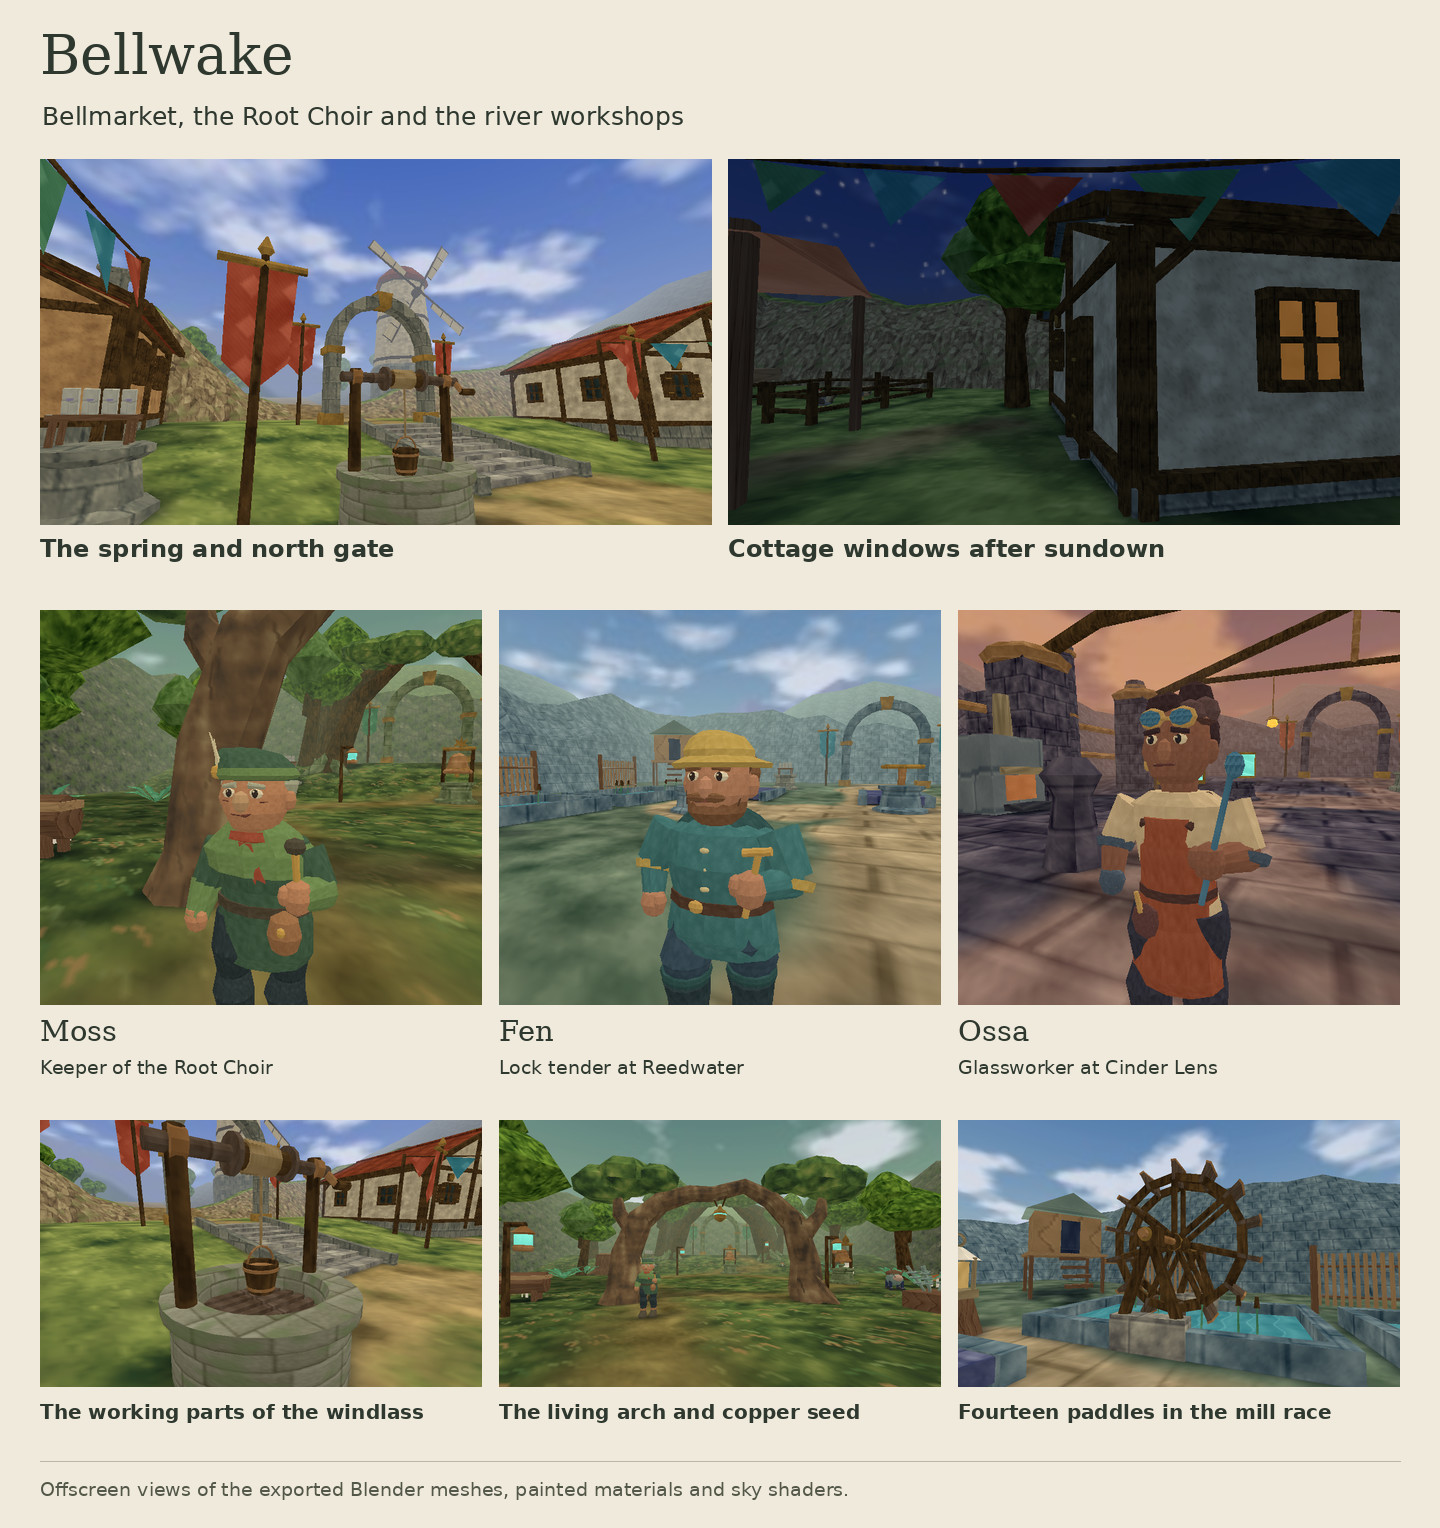 Bellwake
Bellmarket, the Root Choir and the river workshops
The spring and north gate
Cottage windows after sundown
Moss
Keeper of the Root Choir
Fen
Lock tender at Reedwater
Ossa
Glassworker at Cinder Lens
The working parts of the windlass
The living arch and copper seed
Fourteen paddles in the mill race
Offscreen views of the exported Blender meshes, painted materials and sky shaders.